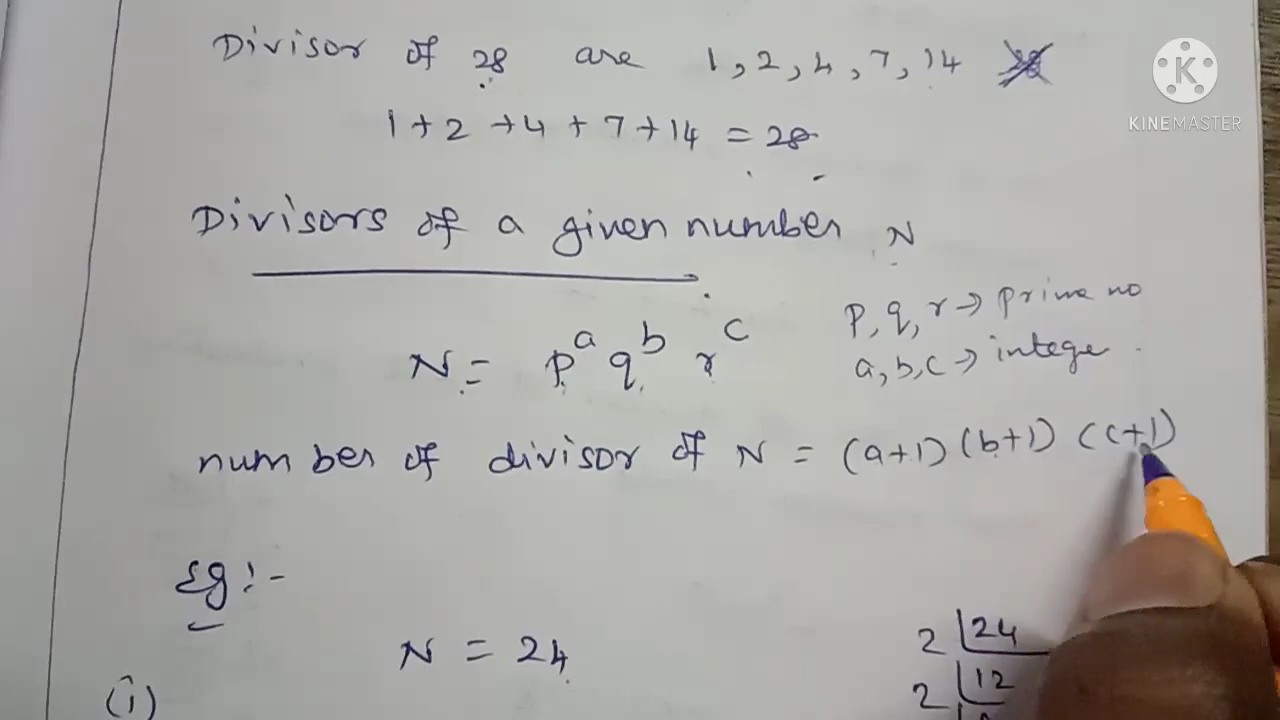 Divisor of 28 are 1, 2, 4, 7, 14
1 + 2 + 4 + 7 + 14 = 28
K
KINEMASTER
Divisors of a given number N
p, q, r → prime no
N = p^a q^b r^c
a, b, c → intege
number of divisor of N = (a+1) (b+1) (c+1)
Eg :-
N = 24
2 24
2 12
(i)